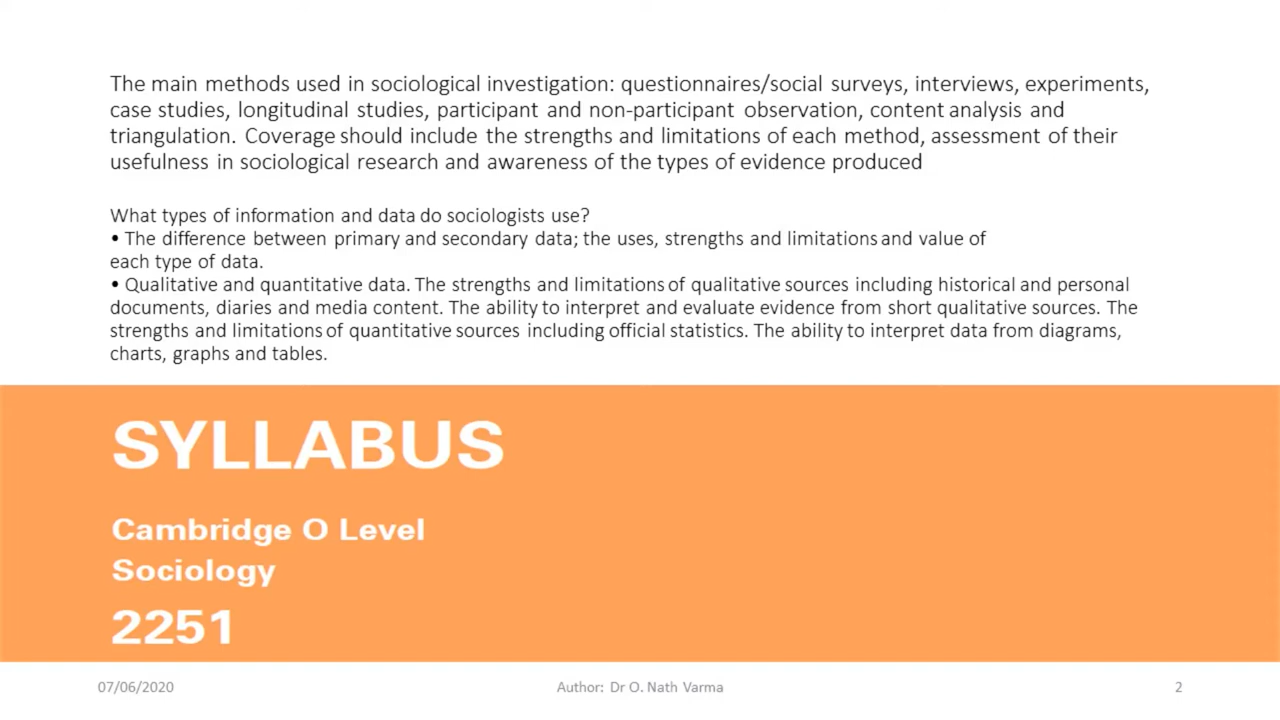 The main methods used in sociological investigation: questionnaires/social surveys, interviews, experiments,
case studies, longitudinal studies, participant and non-participant observation, content analysis and
triangulation. Coverage should include the strengths and limitations of each method, assessment of their
usefulness in sociological research and awareness of the types of evidence produced
What types of information and data do sociologists use?
• The difference between primary and secondary data; the uses, strengths and limitations and value of
each type of data.
• Qualitative and quantitative data. The strengths and limitations of qualitative sources including historical and personal
documents, diaries and media content. The ability to interpret and evaluate evidence from short qualitative sources. The
strengths and limitations of quantitative sources including official statistics. The ability to interpret data from diagrams,
charts, graphs and tables.
SYLLABUS
Cambridge O Level
Sociology
2251
07/06/2020
Author: Dr O. Nath Varma
2